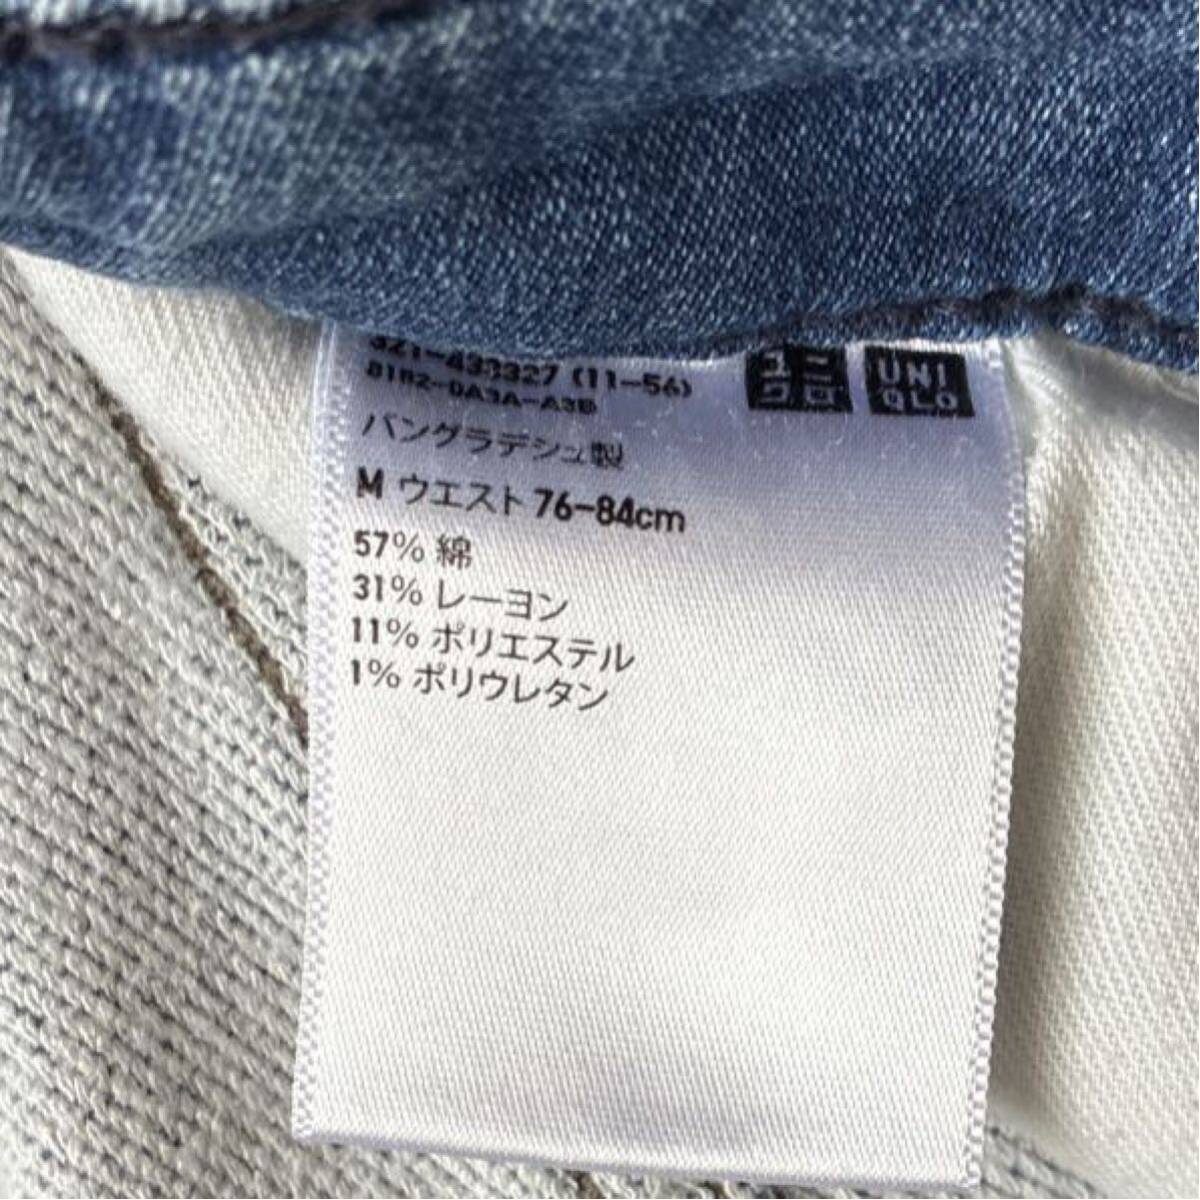 321-433327 (11-56)
ユニクロ
UNIQLO
バングラデシュ製
M ウエスト 76-84cm
57% 綿
31% レーヨン
11% ポリエステル
1% ポリウレタン